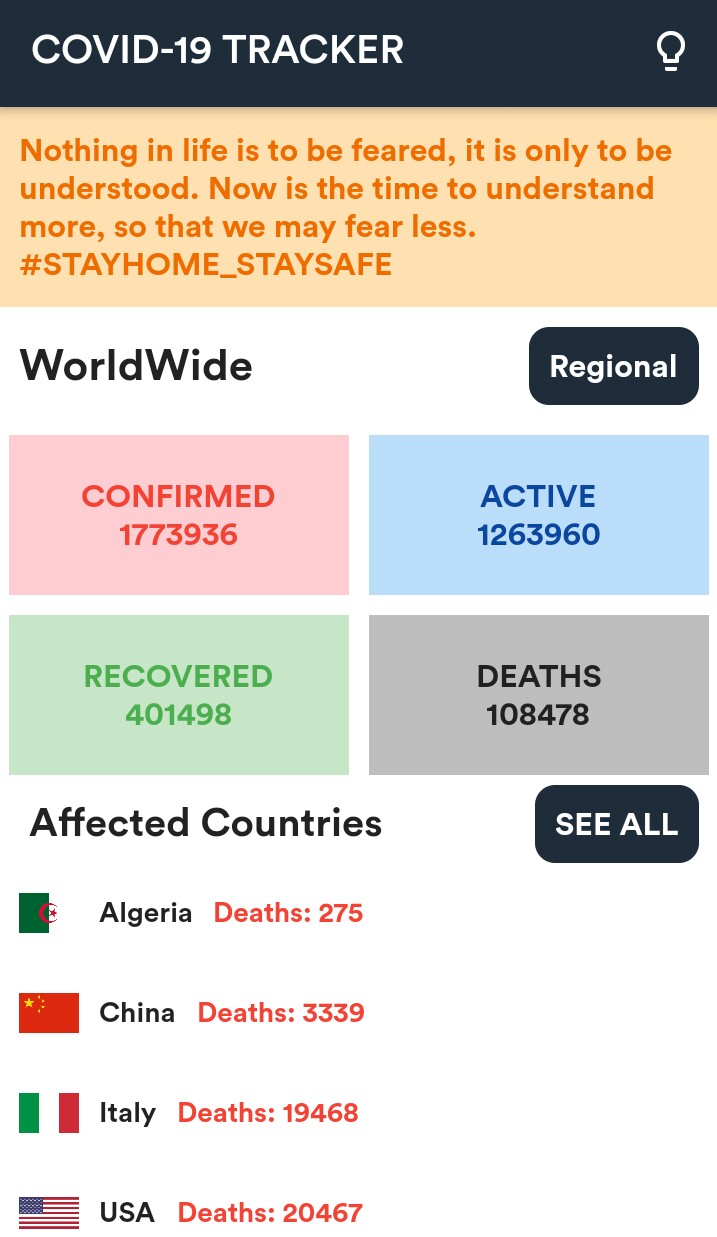 COVID-19 TRACKER
Nothing in life is to be feared, it is only to be
understood. Now is the time to understand
more, so that we may fear less.
#STAYHOME_STAYSAFE
WorldWide
Regional
CONFIRMED
1773936
ACTIVE
1263960
RECOVERED
401498
DEATHS
108478
Affected Countries
SEE ALL
Algeria Deaths: 275
China Deaths: 3339
Italy Deaths: 19468
USA Deaths: 20467